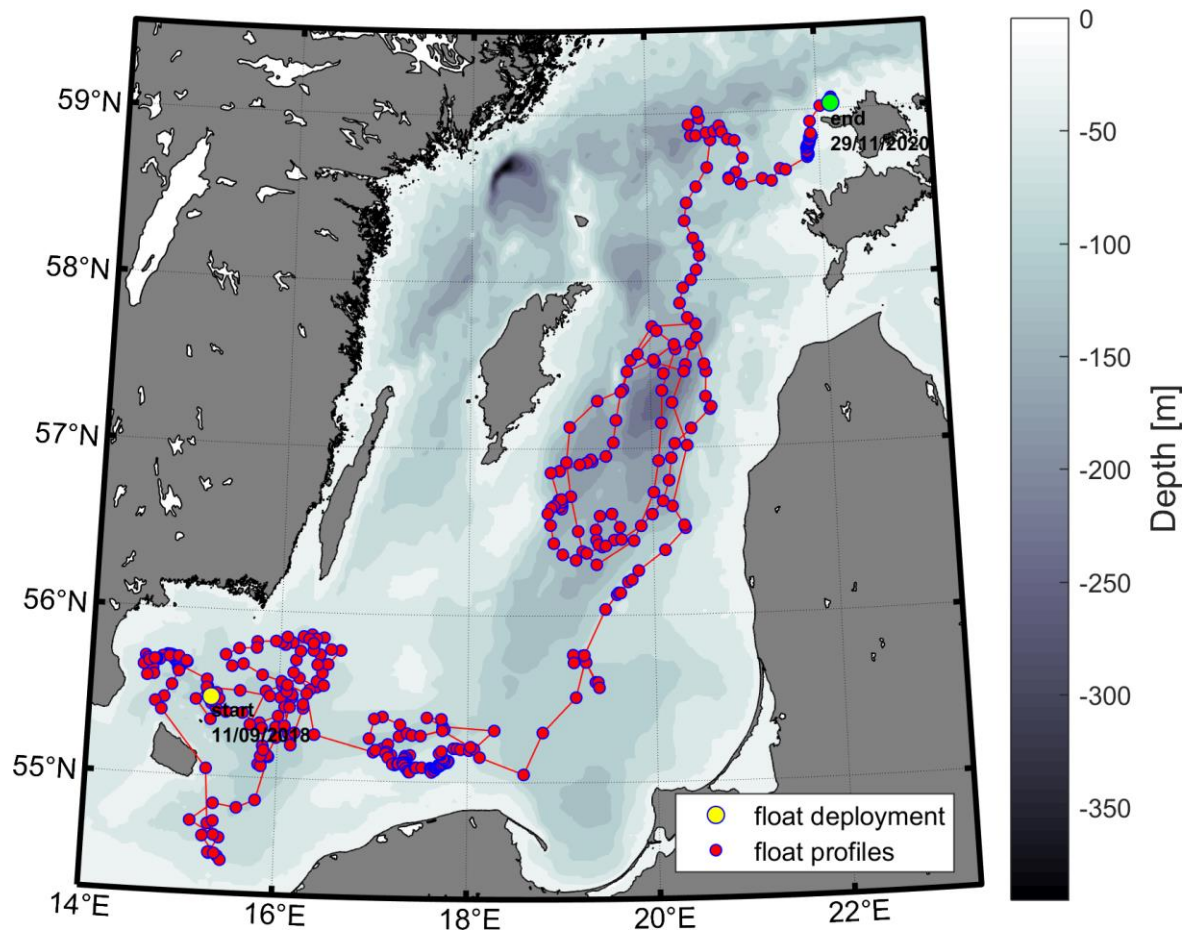 59°N
58°N
57°N
56°N
55°N
14°E
16°E
18°E
20°E
22°E
end
29/11/2020
start
11/09/2018
float deployment
float profiles
0
-50
-100
-150
-200
-250
-300
-350
Depth [m]